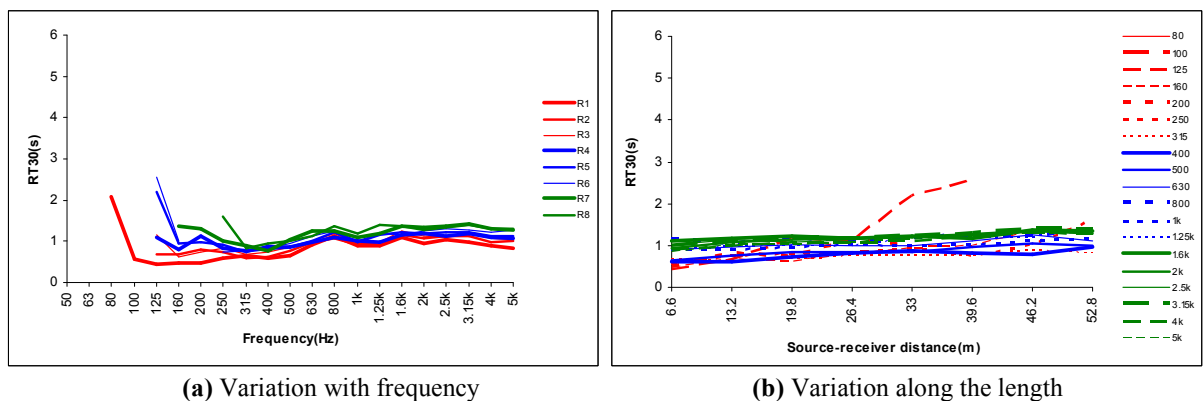 6
5
4
3
2
1
0
RT30(s)
50
63
80
100
125
160
200
250
315
400
500
630
800
1k
1.25k
1.6k
2k
2.5k
3.15k
4k
5k
Frequency(Hz)
R1
R2
R3
R4
R5
R6
R7
R8
(a) Variation with frequency
6
5
4
3
2
1
0
RT30(s)
6.6
13.2
19.8
26.4
33
39.6
46.2
52.8
Source-receiver distance(m)
80
100
125
160
200
250
315
400
500
630
800
1k
1.25k
1.6k
2k
2.5k
3.15k
4k
5k
(b) Variation along the length